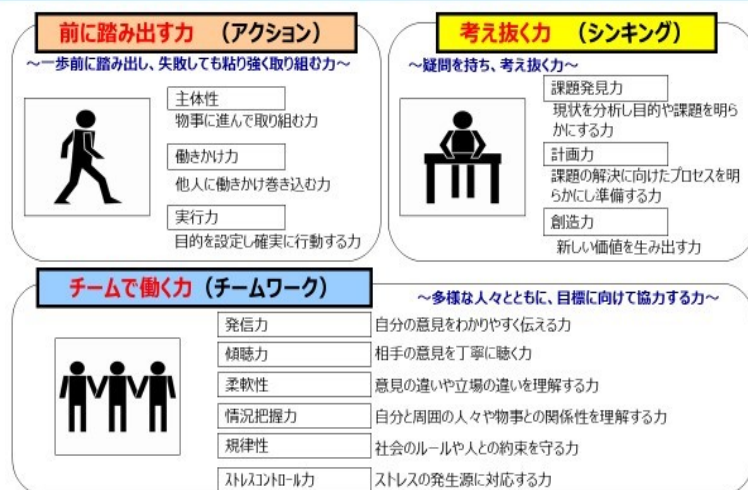 前に踏み出す力 （アクション）
～一歩前に踏み出し、失敗しても粘り強く取り組む力～
主体性
物事に進んで取り組む力
働きかけ力
他人に働きかけ巻き込む力
実行力
目的を設定し確実に行動する力
考え抜く力 （シンキング）
～疑問を持ち、考え抜く力～
課題発見力
現状を分析し目的や課題を明ら
かにする力
計画力
課題の解決に向けたプロセスを明
らかにし準備する力
創造力
新しい価値を生み出す力
チームで働く力（チームワーク）
～多様な人々とともに、目標に向けて協力する力～
発信力
自分の意見をわかりやすく伝える力
傾聴力
相手の意見を丁寧に聴く力
柔軟性
意見の違いや立場の違いを理解する力
情況把握力
自分と周囲の人々や物事との関係性を理解する力
規律性
社会のルールや人との約束を守る力
ストレスコントロール力
ストレスの発生源に対応する力